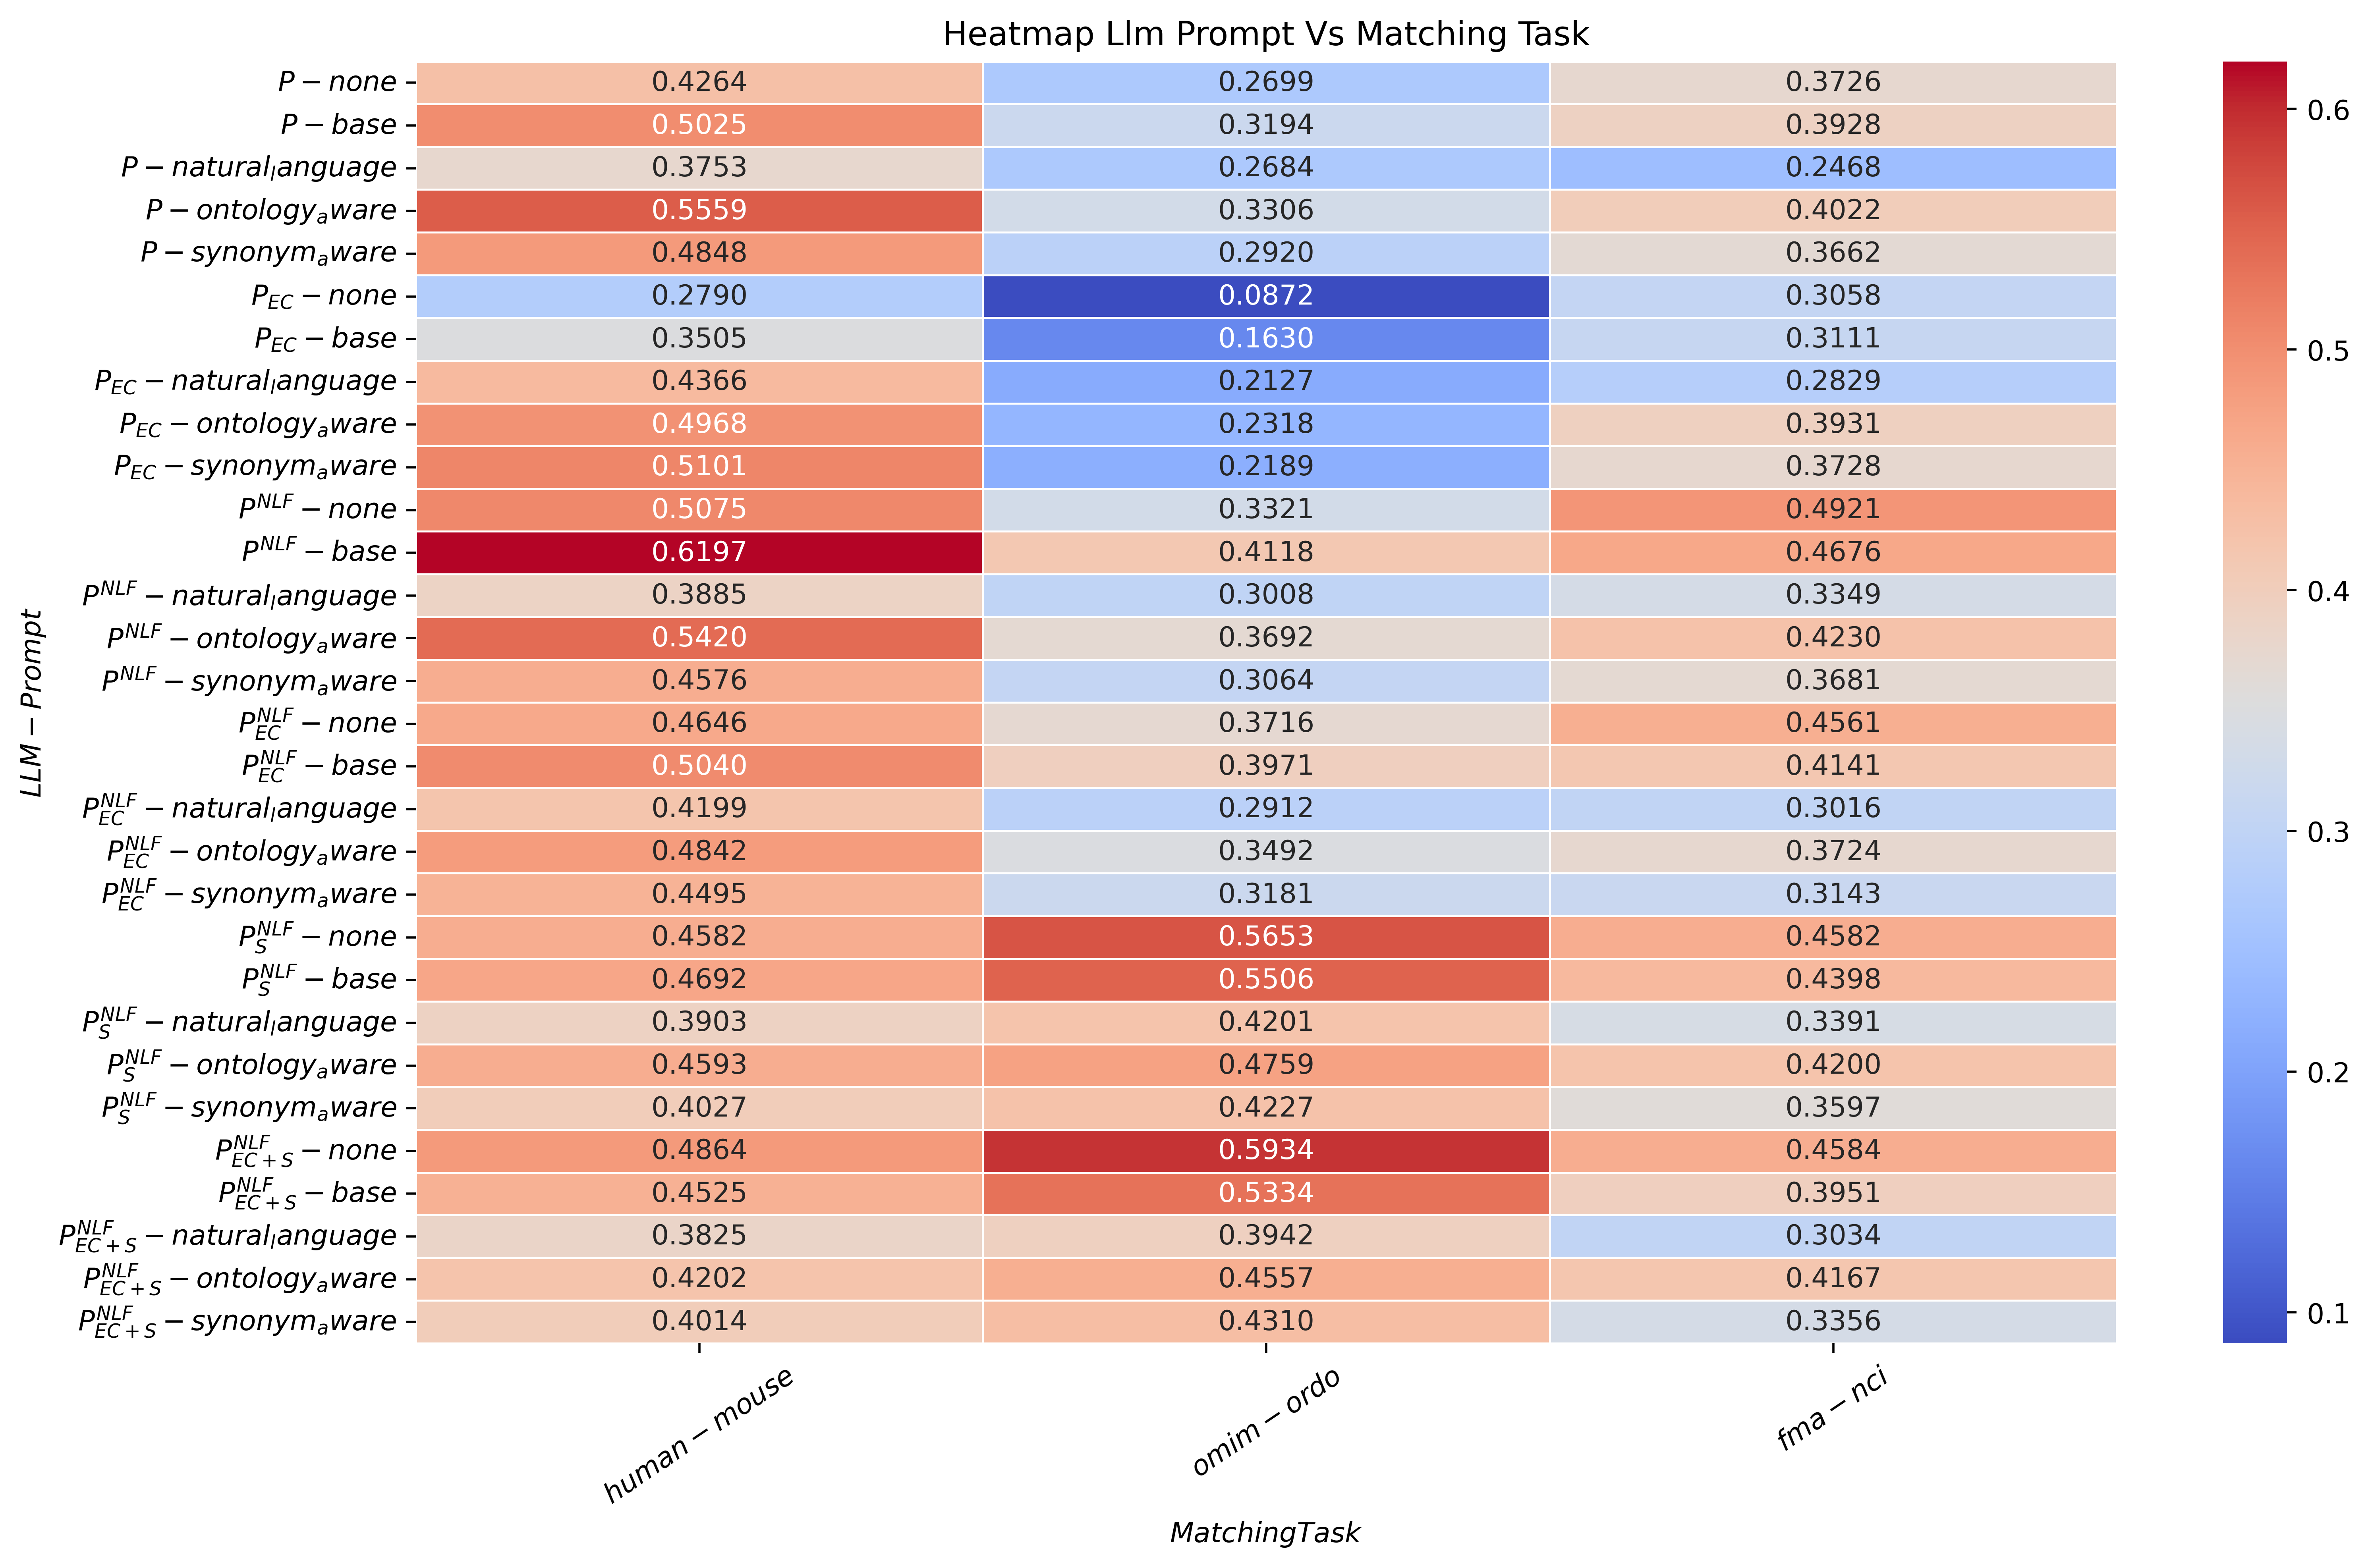 Heatmap Llm Prompt Vs Matching Task
P − none 0.4264 0.2699 0.3726
P − base 0.5025 0.3194 0.3928
P − natural_language 0.3753 0.2684 0.2468
P − ontology_aware 0.5559 0.3306 0.4022
P − synonym_aware 0.4848 0.2920 0.3662
P_EC − none 0.2790 0.0872 0.3058
P_EC − base 0.3505 0.1630 0.3111
P_EC − natural_language 0.4366 0.2127 0.2829
P_EC − ontology_aware 0.4968 0.2318 0.3931
P_EC − synonym_aware 0.5101 0.2189 0.3728
P^NLF − none 0.5075 0.3321 0.4921
P^NLF − base 0.6197 0.4118 0.4676
P^NLF − natural_language 0.3885 0.3008 0.3349
P^NLF − ontology_aware 0.5420 0.3692 0.4230
P^NLF − synonym_aware 0.4576 0.3064 0.3681
P_EC^NLF − none 0.4646 0.3716 0.4561
P_EC^NLF − base 0.5040 0.3971 0.4141
P_EC^NLF − natural_language 0.4199 0.2912 0.3016
P_EC^NLF − ontology_aware 0.4842 0.3492 0.3724
P_EC^NLF − synonym_aware 0.4495 0.3181 0.3143
P_S^NLF − none 0.4582 0.5653 0.4582
P_S^NLF − base 0.4692 0.5506 0.4398
P_S^NLF − natural_language 0.3903 0.4201 0.3391
P_S^NLF − ontology_aware 0.4593 0.4759 0.4200
P_S^NLF − synonym_aware 0.4027 0.4227 0.3597
P_EC+S^NLF − none 0.4864 0.5934 0.4584
P_EC+S^NLF − base 0.4525 0.5334 0.3951
P_EC+S^NLF − natural_language 0.3825 0.3942 0.3034
P_EC+S^NLF − ontology_aware 0.4202 0.4557 0.4167
P_EC+S^NLF − synonym_aware 0.4014 0.4310 0.3356
LLM − Prompt
human − mouse omim − ordo fma − nci
MatchingTask
0.6
0.5
0.4
0.3
0.2
0.1